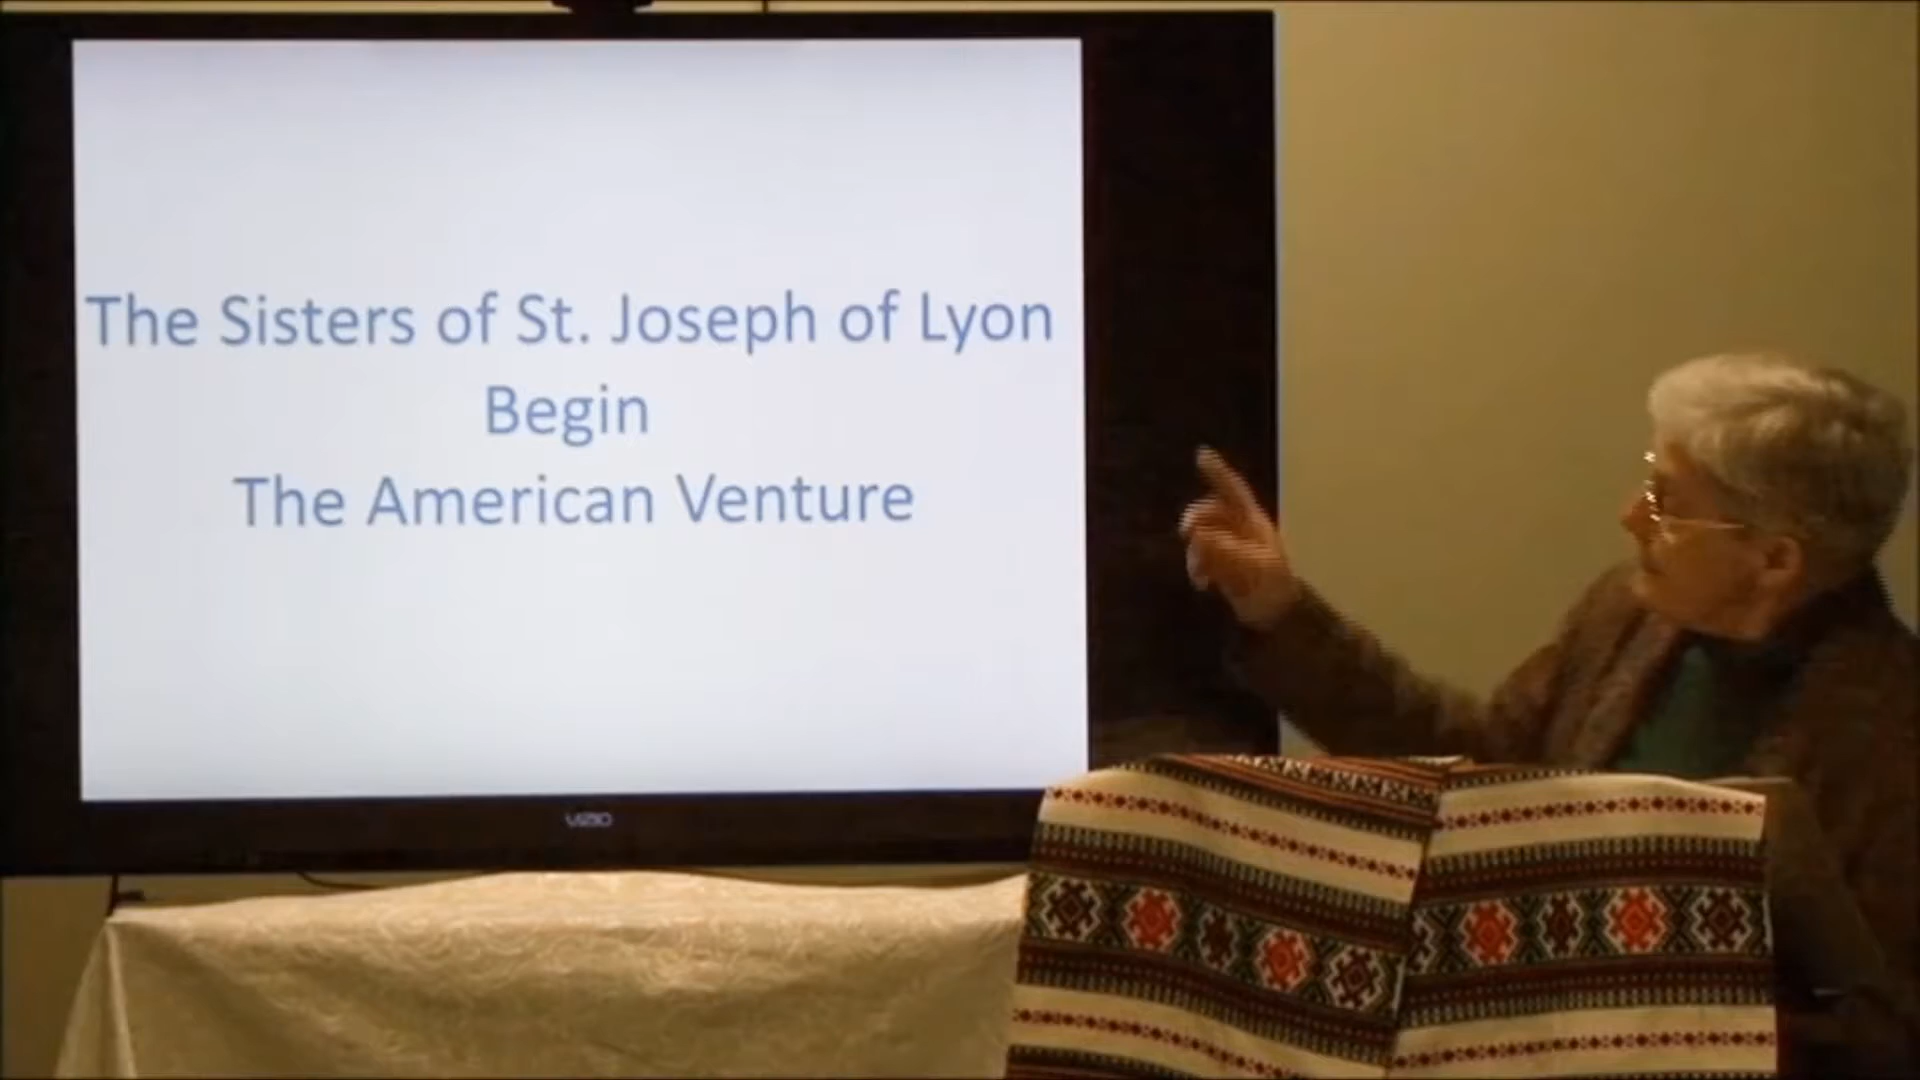 The Sisters of St. Joseph of Lyon
Begin
The American Venture
VIZIO